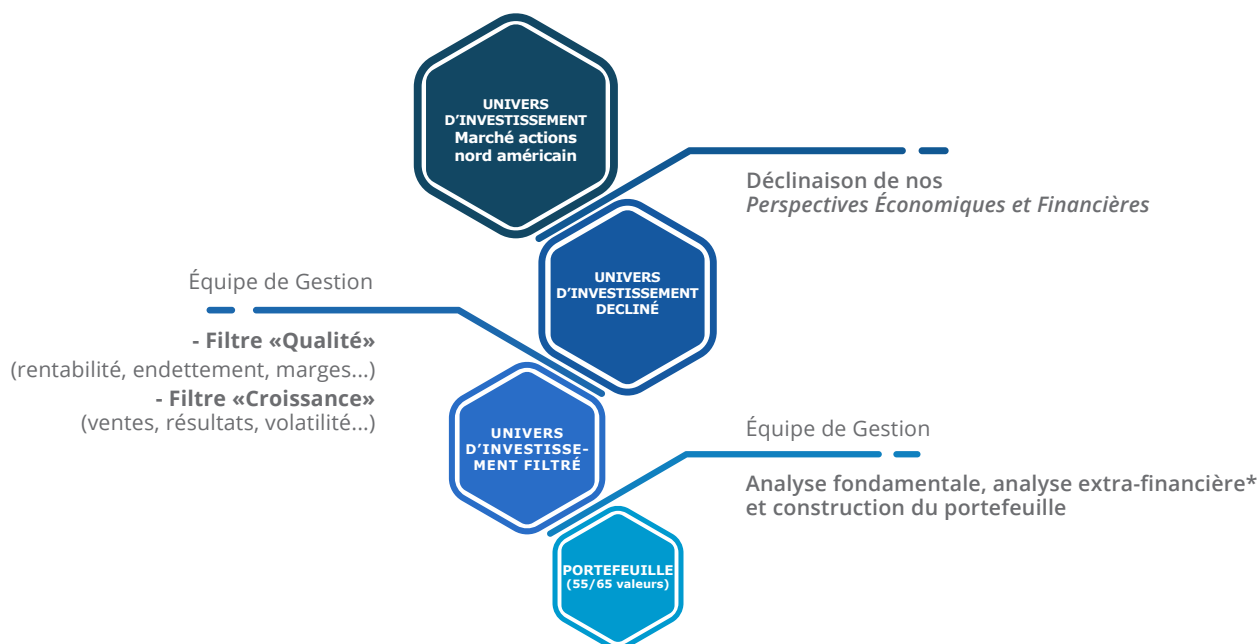 UNIVERS
D’INVESTISSEMENT
Marché actions
nord américain
Déclinaison de nos
Perspectives Économiques et Financières
UNIVERS
D’INVESTISSEMENT
DECLINÉ
Équipe de Gestion
- Filtre «Qualité»
(rentabilité, endettement, marges...)
- Filtre «Croissance»
(ventes, résultats, volatilité...)
UNIVERS
D’INVESTISSE-
MENT FILTRÉ
Équipe de Gestion
Analyse fondamentale, analyse extra-financière*
et construction du portefeuille
PORTEFEUILLE
(55/65 valeurs)